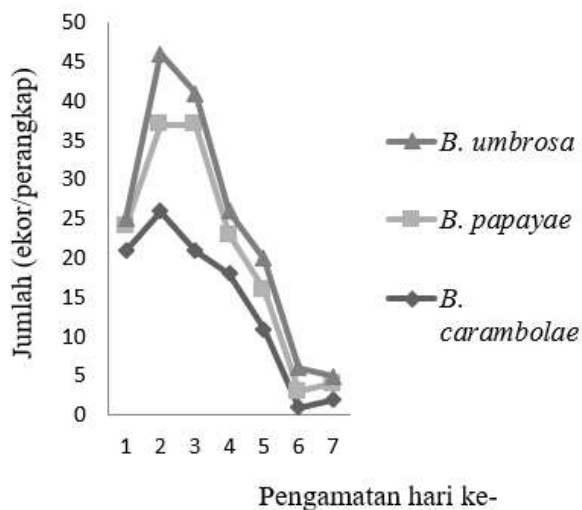 Jumlah (ekor/perangkap)
50
45
40
35
30
25
20
15
10
5
0
1 2 3 4 5 6 7
Pengamatan hari ke-
B. umbrosa
B. papayae
B.
carambolae